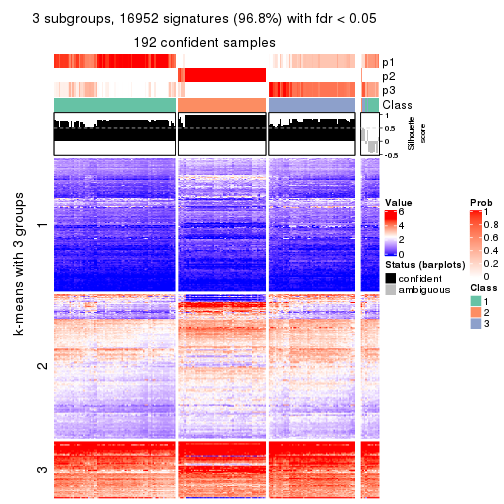 3 subgroups, 16952 signatures (96.8%) with fdr < 0.05
192 confident samples
p1
p2
p3
Class
1
0.5
0
-0.5
Silhouette
score
k-means with 3 groups
1
2
3
Value
6
4
2
0
Status (barplots)
confident
ambiguous
Prob
1
0.8
0.6
0.4
0.2
0
Class
1
2
3